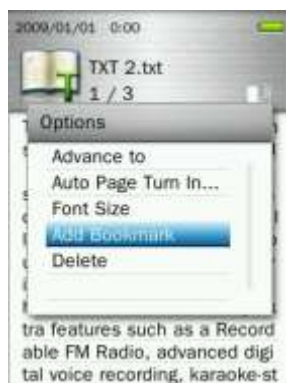 2009/01/01 0:00
TXT 2.txt
1 / 3
Options
Advance to
Auto Page Turn In...
Font Size
Add Bookmark
Delete
tra features such as a Record
able FM Radio, advanced digi
tal voice recording, karaoke-st